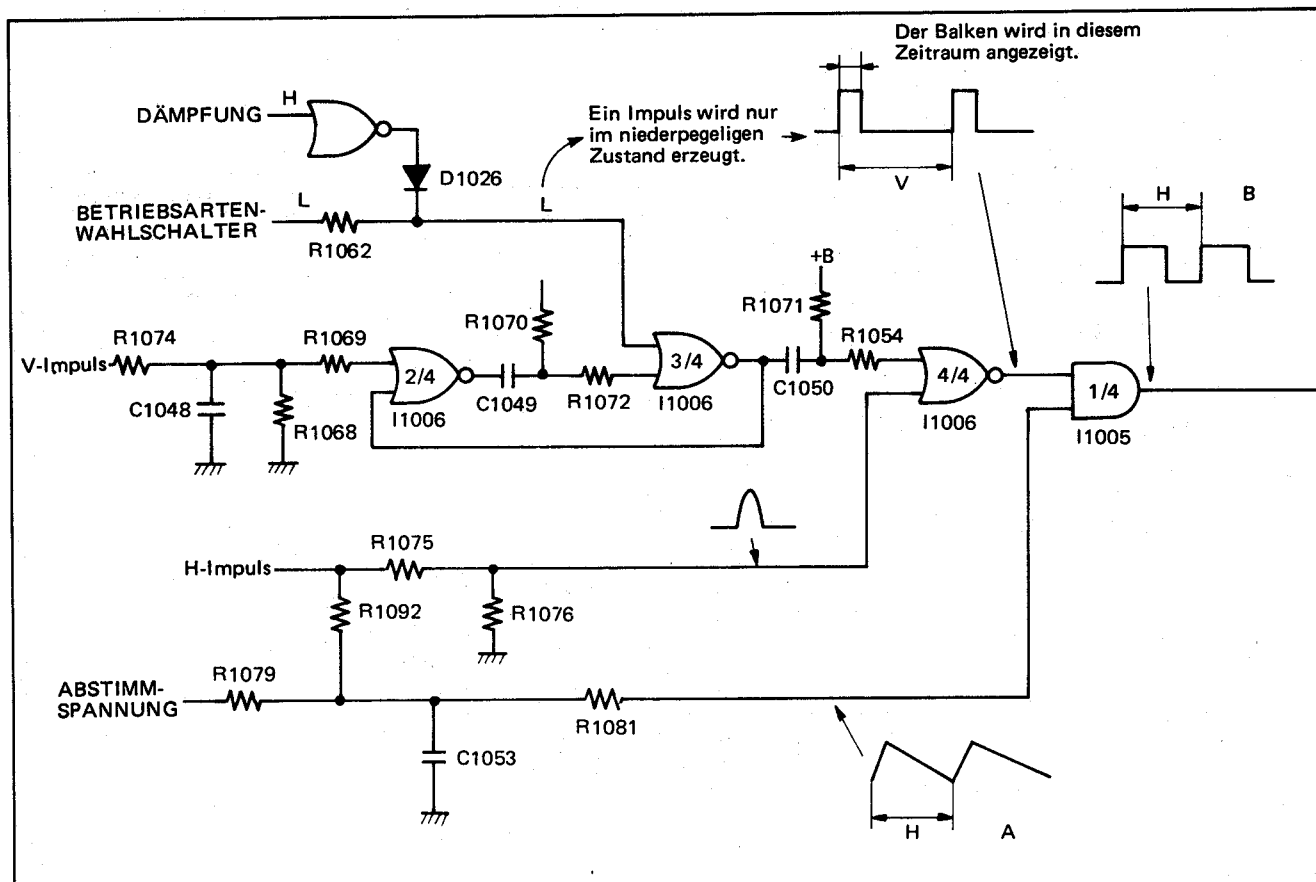 Der Balken wird in diesem
Zeitraum angezeigt.
H
DÄMPFUNG
Ein Impuls wird nur
im niederpegeligen
Zustand erzeugt.
D1026
V
L
L
H
B
BETRIEBSARTEN-
WAHLSCHALTER
R1062
+B
R1074
R1069
R1070
R1071
R1054
V-Impuls
2/4
3/4
4/4
1/4
C1048
R1068
I1006
C1049
R1072
I1006
C1050
I1006
I1005
R1075
H-Impuls
R1092
R1076
R1079
ABSTIMM-
SPANNUNG
R1081
C1053
H
A